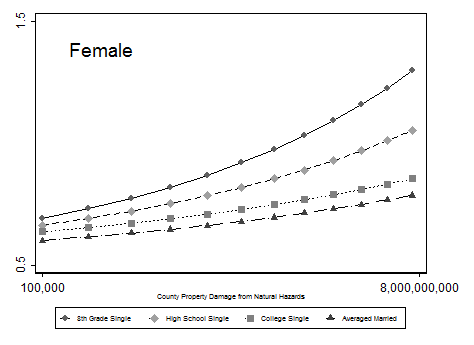 1.5
Female
0.5
100,000
8,000,000,000
County Property Damage from Natural Hazards
8th Grade Single
High School Single
College Single
Averaged Married